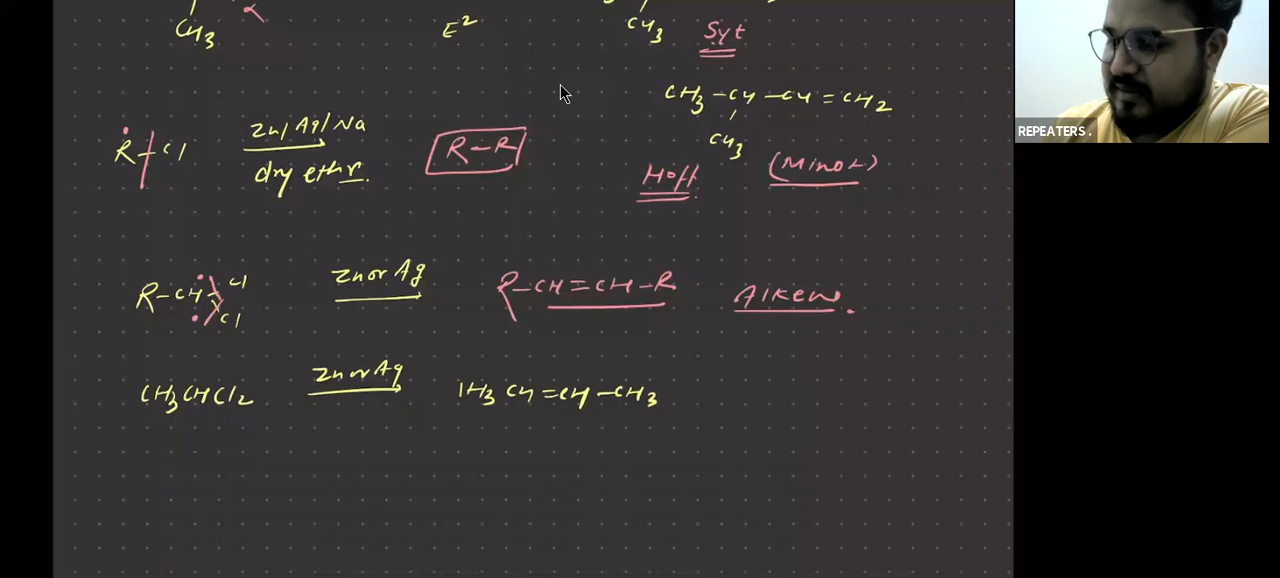 CH3
E2
CH3
Syt
CH3 - CH - CH = CH2
CH3
R - Cl Zn/Ag/Na R - R
dry ethr.
Hoff (Minor)
R - CH Cl Zn or Ag R - CH = CH - R Alkene.
Cl
CH3CHCl2 Zn or Ag CH3 CH = CH - CH3
REPEATERS .